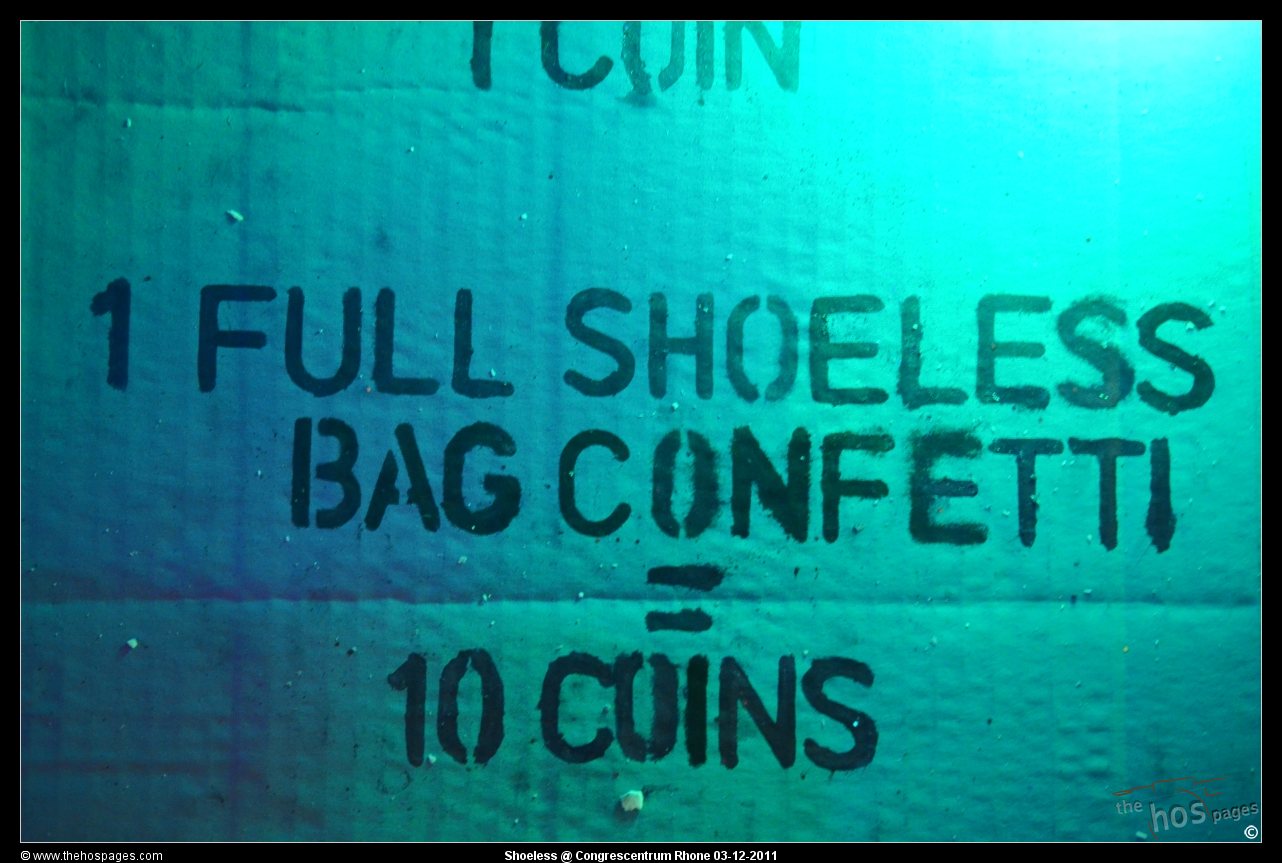 1 COIN
1 FULL SHOELESS
BAG CONFETTI
=
10 COINS
the hos pages
©
© www.thehospages.com
Shoeless @ Congrescentrum Rhone 03-12-2011